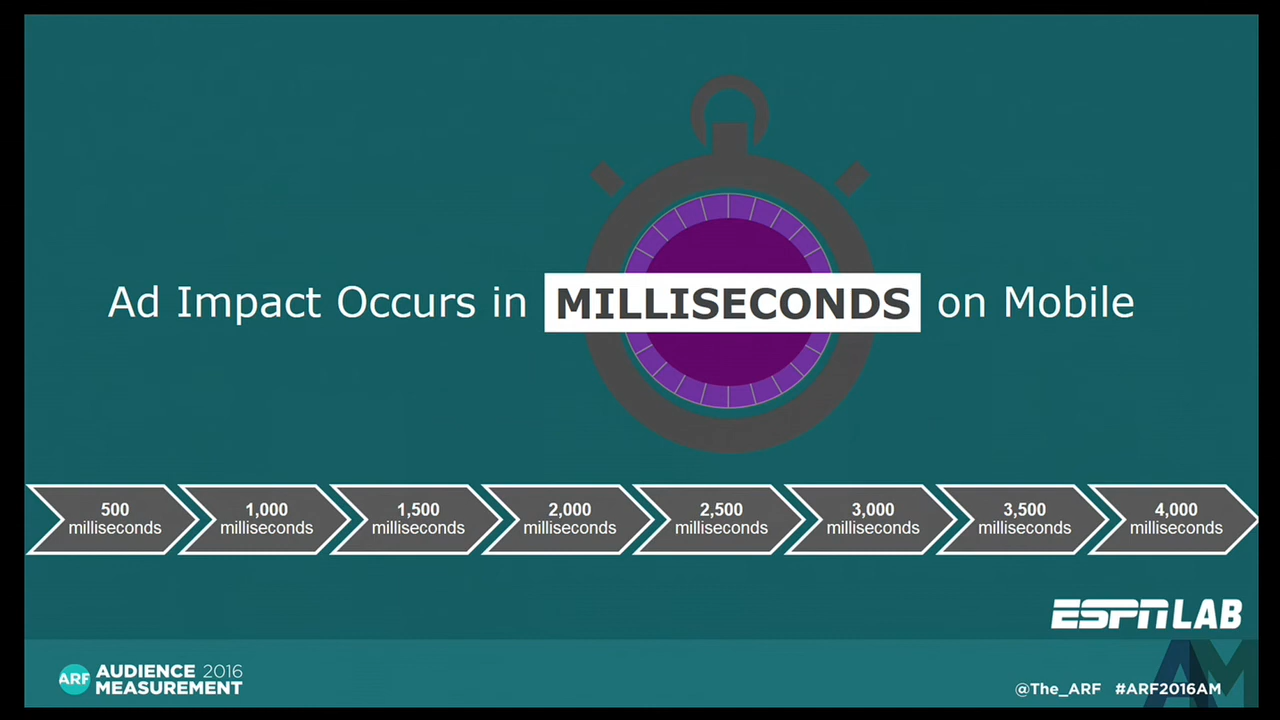 Ad Impact Occurs in MILLISECONDS on Mobile
500 milliseconds
1,000 milliseconds
1,500 milliseconds
2,000 milliseconds
2,500 milliseconds
3,000 milliseconds
3,500 milliseconds
4,000 milliseconds
ESPN LAB
ARF AUDIENCE 2016
MEASUREMENT
AM
@The_ARF #ARF2016AM